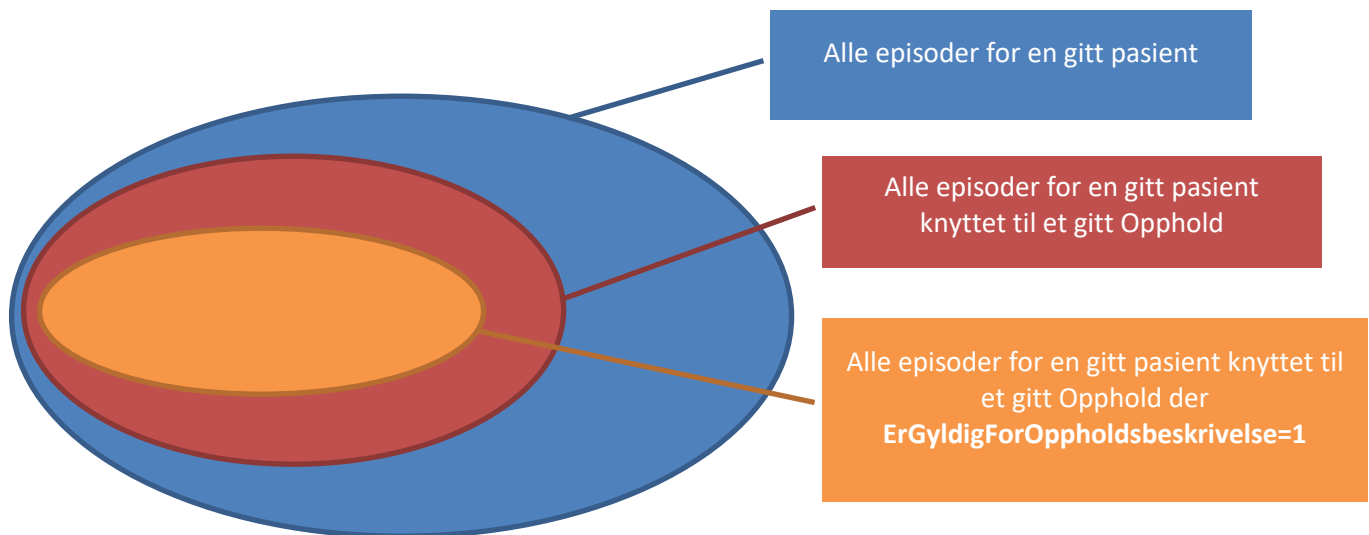 Alle episoder for en gitt pasient
Alle episoder for en gitt pasient
knyttet til et gitt Opphold
Alle episoder for en gitt pasient knyttet til
et gitt Opphold der
ErGyldigForOppholdsbeskrivelse=1